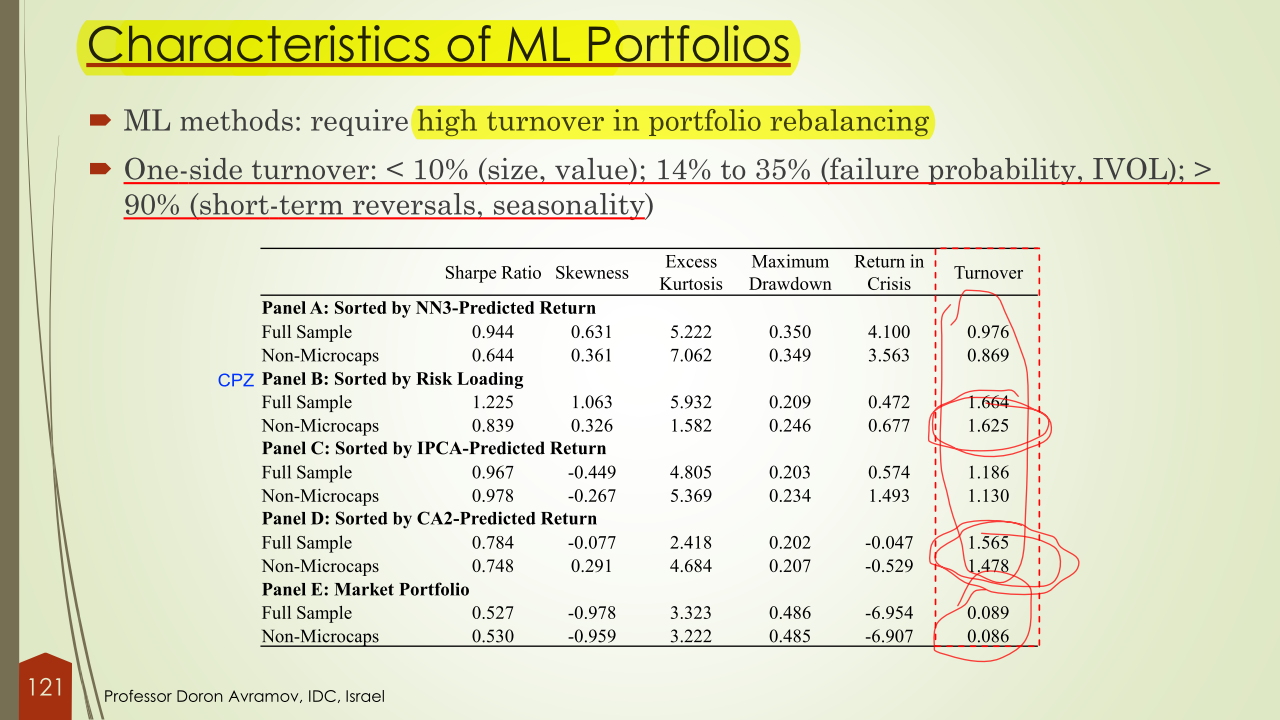 Characteristics of ML Portfolios
ML methods: require high turnover in portfolio rebalancing
One-side turnover: < 10% (size, value); 14% to 35% (failure probability, IVOL); >
90% (short-term reversals, seasonality)
Sharpe Ratio Skewness Excess Kurtosis Maximum Drawdown Return in Crisis Turnover
Panel A: Sorted by NN3-Predicted Return
Full Sample 0.944 0.631 5.222 0.350 4.100 0.976
Non-Microcaps 0.644 0.361 7.062 0.349 3.563 0.869
CPZ Panel B: Sorted by Risk Loading
Full Sample 1.225 1.063 5.932 0.209 0.472 1.664
Non-Microcaps 0.839 0.326 1.582 0.246 0.677 1.625
Panel C: Sorted by IPCA-Predicted Return
Full Sample 0.967 -0.449 4.805 0.203 0.574 1.186
Non-Microcaps 0.978 -0.267 5.369 0.234 1.493 1.130
Panel D: Sorted by CA2-Predicted Return
Full Sample 0.784 -0.077 2.418 0.202 -0.047 1.565
Non-Microcaps 0.748 0.291 4.684 0.207 -0.529 1.478
Panel E: Market Portfolio
Full Sample 0.527 -0.978 3.323 0.486 -6.954 0.089
Non-Microcaps 0.530 -0.959 3.222 0.485 -6.907 0.086
121
Professor Doron Avramov, IDC, Israel